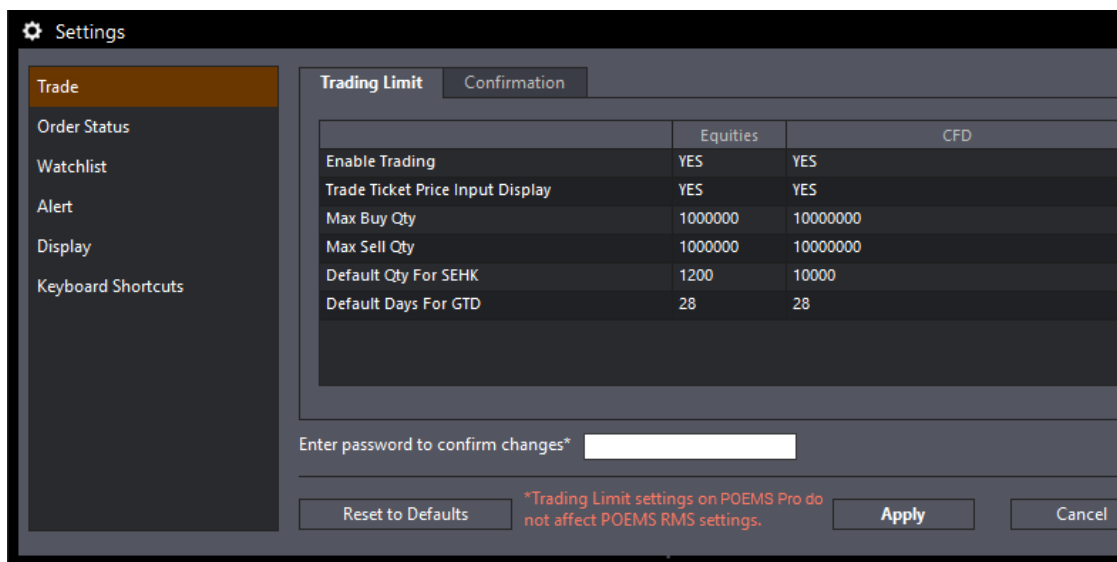 Settings
Trade
Order Status
Watchlist
Alert
Display
Keyboard Shortcuts
Trading Limit Confirmation
Equities CFD
Enable Trading YES YES
Trade Ticket Price Input Display YES YES
Max Buy Qty 1000000 10000000
Max Sell Qty 1000000 10000000
Default Qty For SEHK 1200 10000
Default Days For GTD 28 28
Enter password to confirm changes*
Reset to Defaults
*Trading Limit settings on POEMS Pro do
not affect POEMS RMS settings.
Apply
Cancel